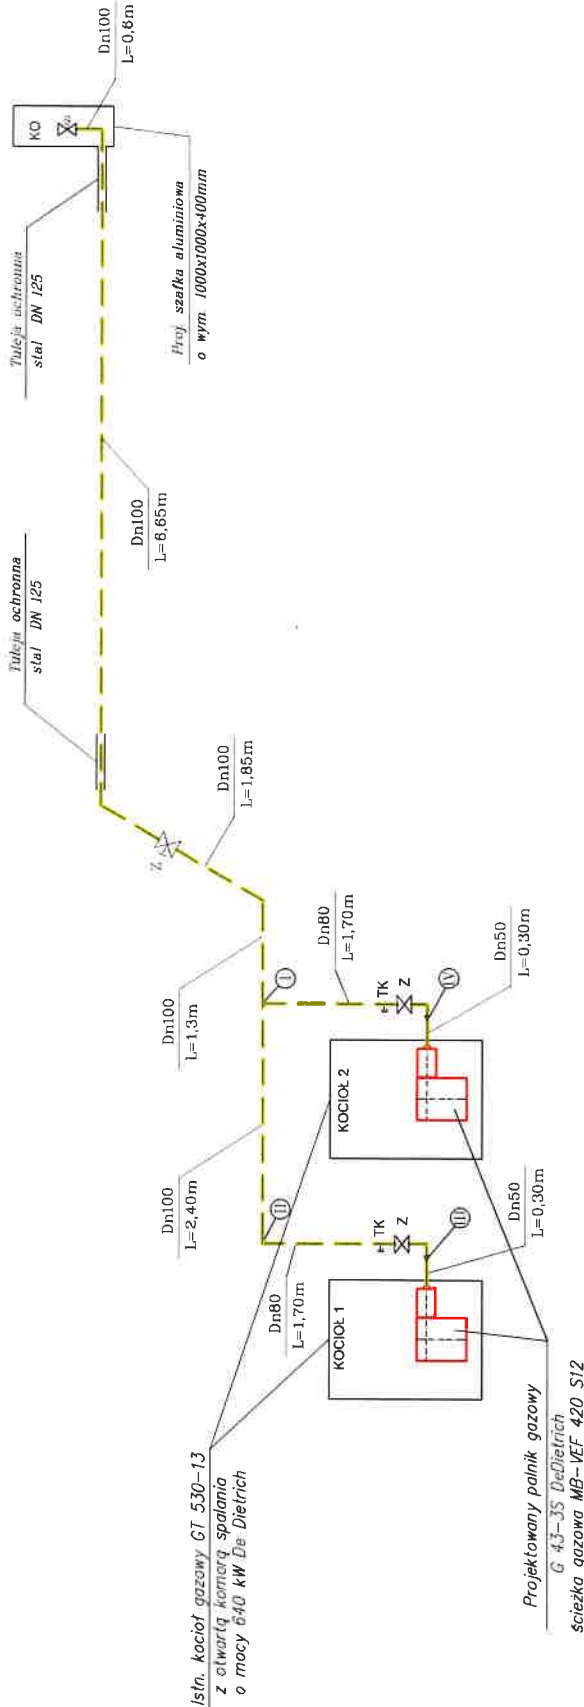 Istn. kocioł gazowy GT 530-13
z otwartą komorą spalania
o mocy 640 kW De Dietrich
Projektowany palnik gazowy
G 43-3S DeDietrich
ścieżka gazowa MB-VEF 420 S12
KOCIOŁ 1
KOCIOŁ 2
Dn80
L=1,70m
TK
Z
III
Dn50
L=0,30m
II
Dn100
L=2,40m
I
Dn100
L=1,3m
Dn80
L=1,70m
TK
Z
IV
Dn50
L=0,30m
Z
Dn100
L=1,85m
Tuleja ochronna
stal DN 125
Dn100
L=6,65m
Tuleja ochronna
stal DN 125
Proj. szafka aluminiowa
o wym. 1000x1000x400mm
KO
Dn100
L=0,6m